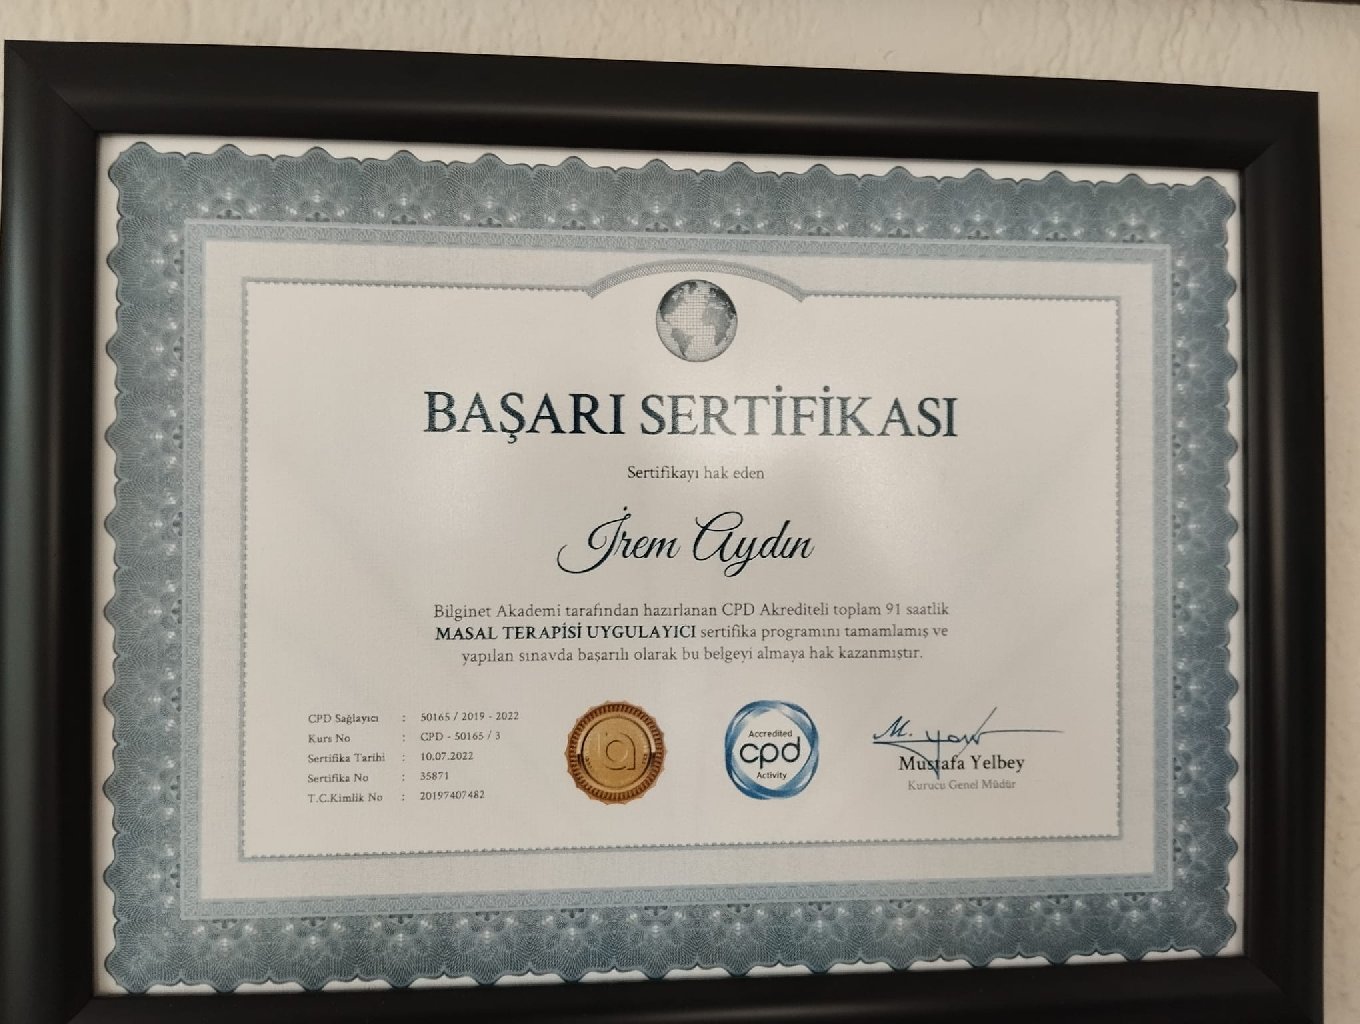 BAŞARI SERTİFİKASI
Sertifikayı hak eden
İrem Aydın
Bilginet Akademi tarafından hazırlanan CPD Akrediteli toplam 91 saatlik
MASAL TERAPİSİ UYGULAYICI sertifika programını tamamlamış ve
yapılan sınavda başarılı olarak bu belgeyi almaya hak kazanmıştır.
CPD Sağlayıcı : 50165 / 2019 - 2022
Kurs No : CPD - 50165 / 3
Sertifika Tarihi : 10.07.2022
Sertifika No : 35871
T.C.Kimlik No : 20197407482
ba
Accredited
cpd
Activity
Mustafa Yelbey
Kurucu Genel Müdür